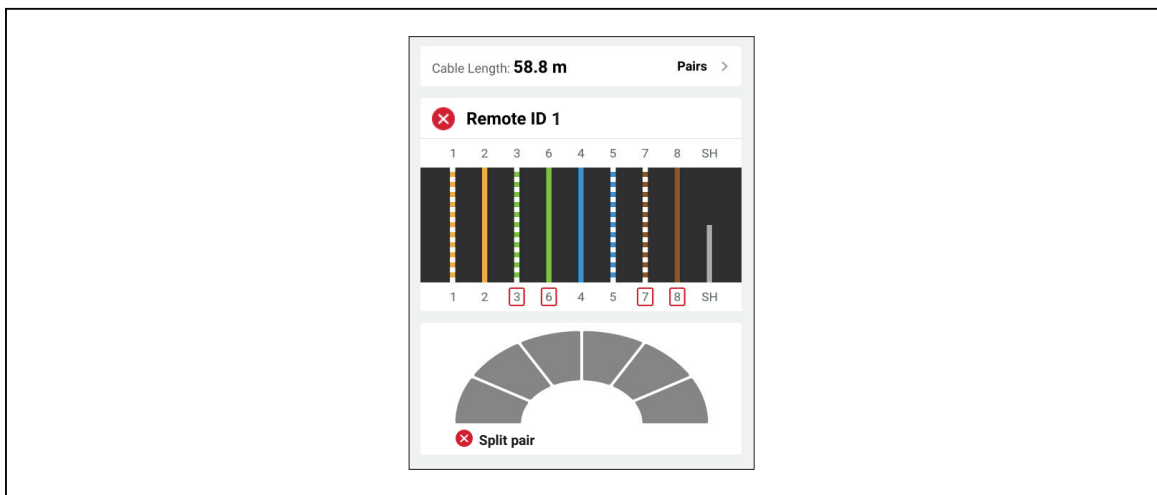 Cable Length: 58.8 m Pairs >
Remote ID 1
1 2 3 6 4 5 7 8 SH
1 2 3 6 4 5 7 8 SH
Split pair